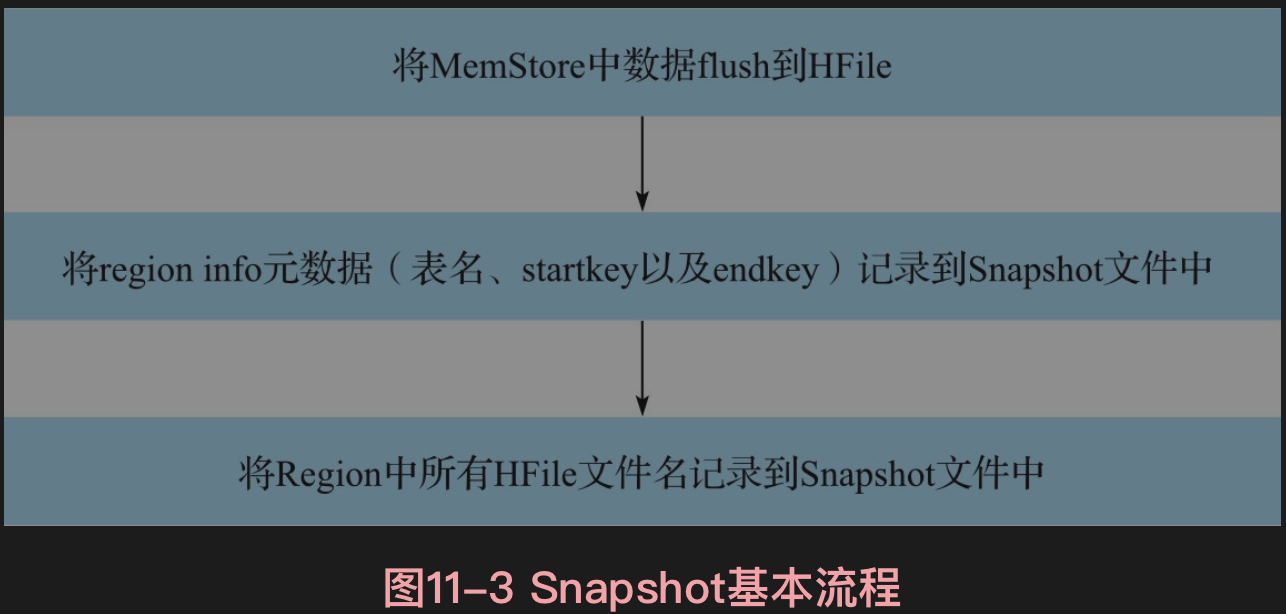 将MemStore中数据flush到HFile
将region info元数据（表名、startkey以及endkey）记录到Snapshot文件中
将Region中所有HFile文件名记录到Snapshot文件中
图11-3 Snapshot基本流程